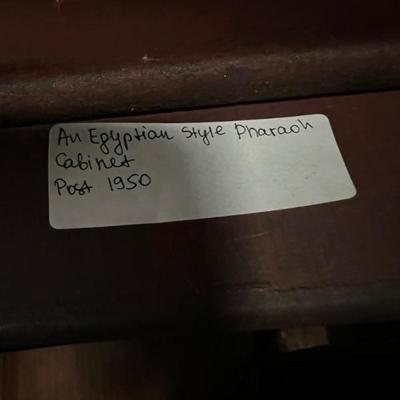 An Egyptian Style Pharaoh
Cabinet
Post 1950